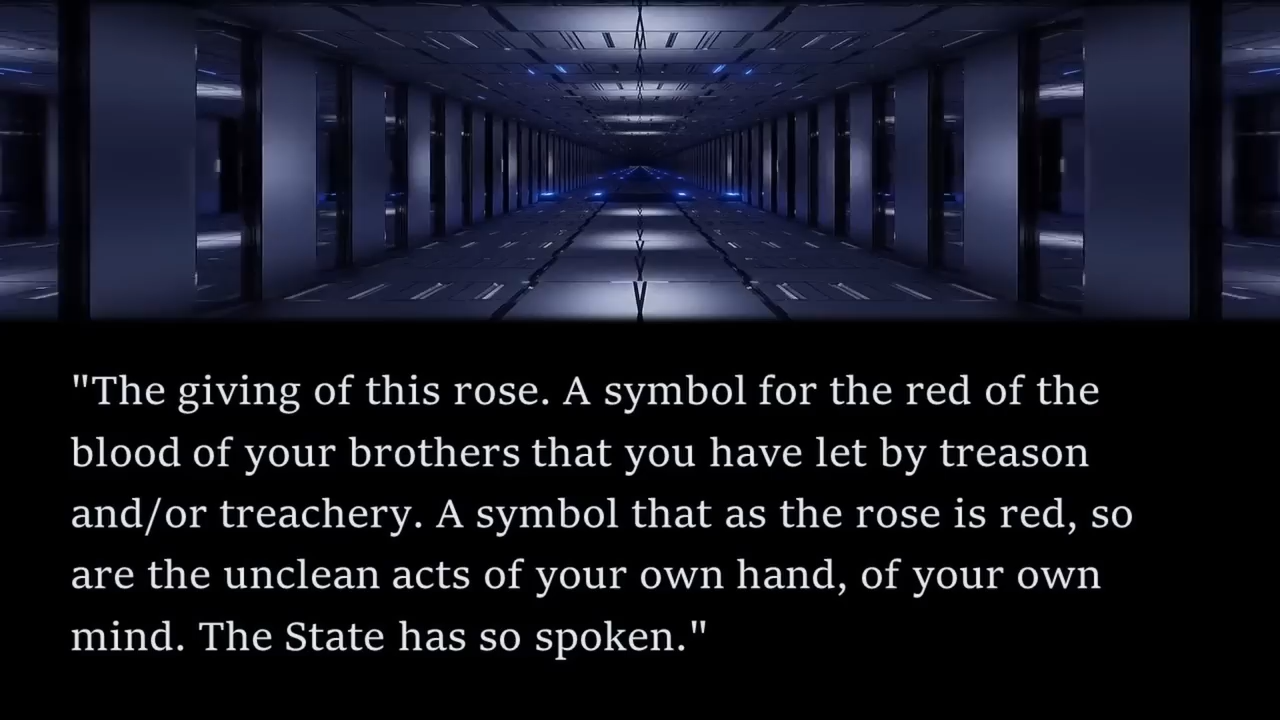 "The giving of this rose. A symbol for the red of the
blood of your brothers that you have let by treason
and/or treachery. A symbol that as the rose is red, so
are the unclean acts of your own hand, of your own
mind. The State has so spoken."